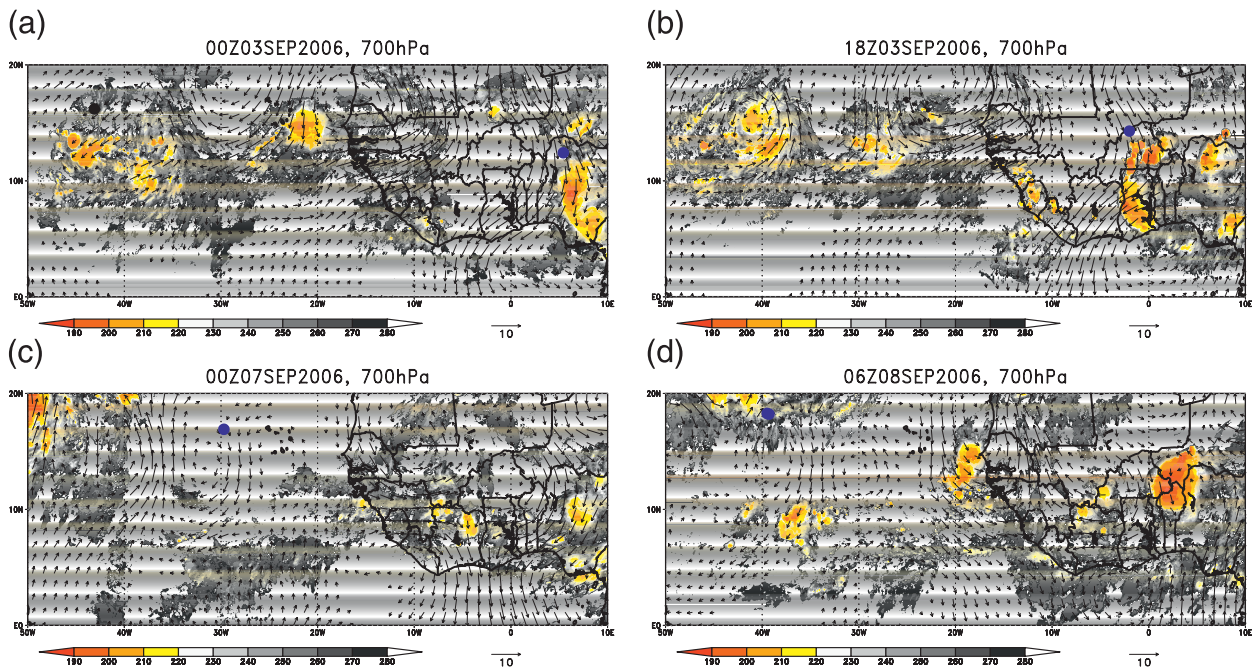 (a)
00Z03SEP2006, 700hPa
20N
10N
EQ
50W 40W 30W 20W 10W 0 10E
190 200 210 220 230 240 250 260 270 280
10
(b)
18Z03SEP2006, 700hPa
20N
10N
EQ
50W 40W 30W 20W 10W 0 10E
190 200 210 220 230 240 250 260 270 280
10
(c)
00Z07SEP2006, 700hPa
20N
10N
EQ
50W 40W 30W 20W 10W 0 10E
190 200 210 220 230 240 250 260 270 280
10
(d)
06Z08SEP2006, 700hPa
20N
10N
EQ
50W 40W 30W 20W 10W 0 10E
190 200 210 220 230 240 250 260 270 280
10